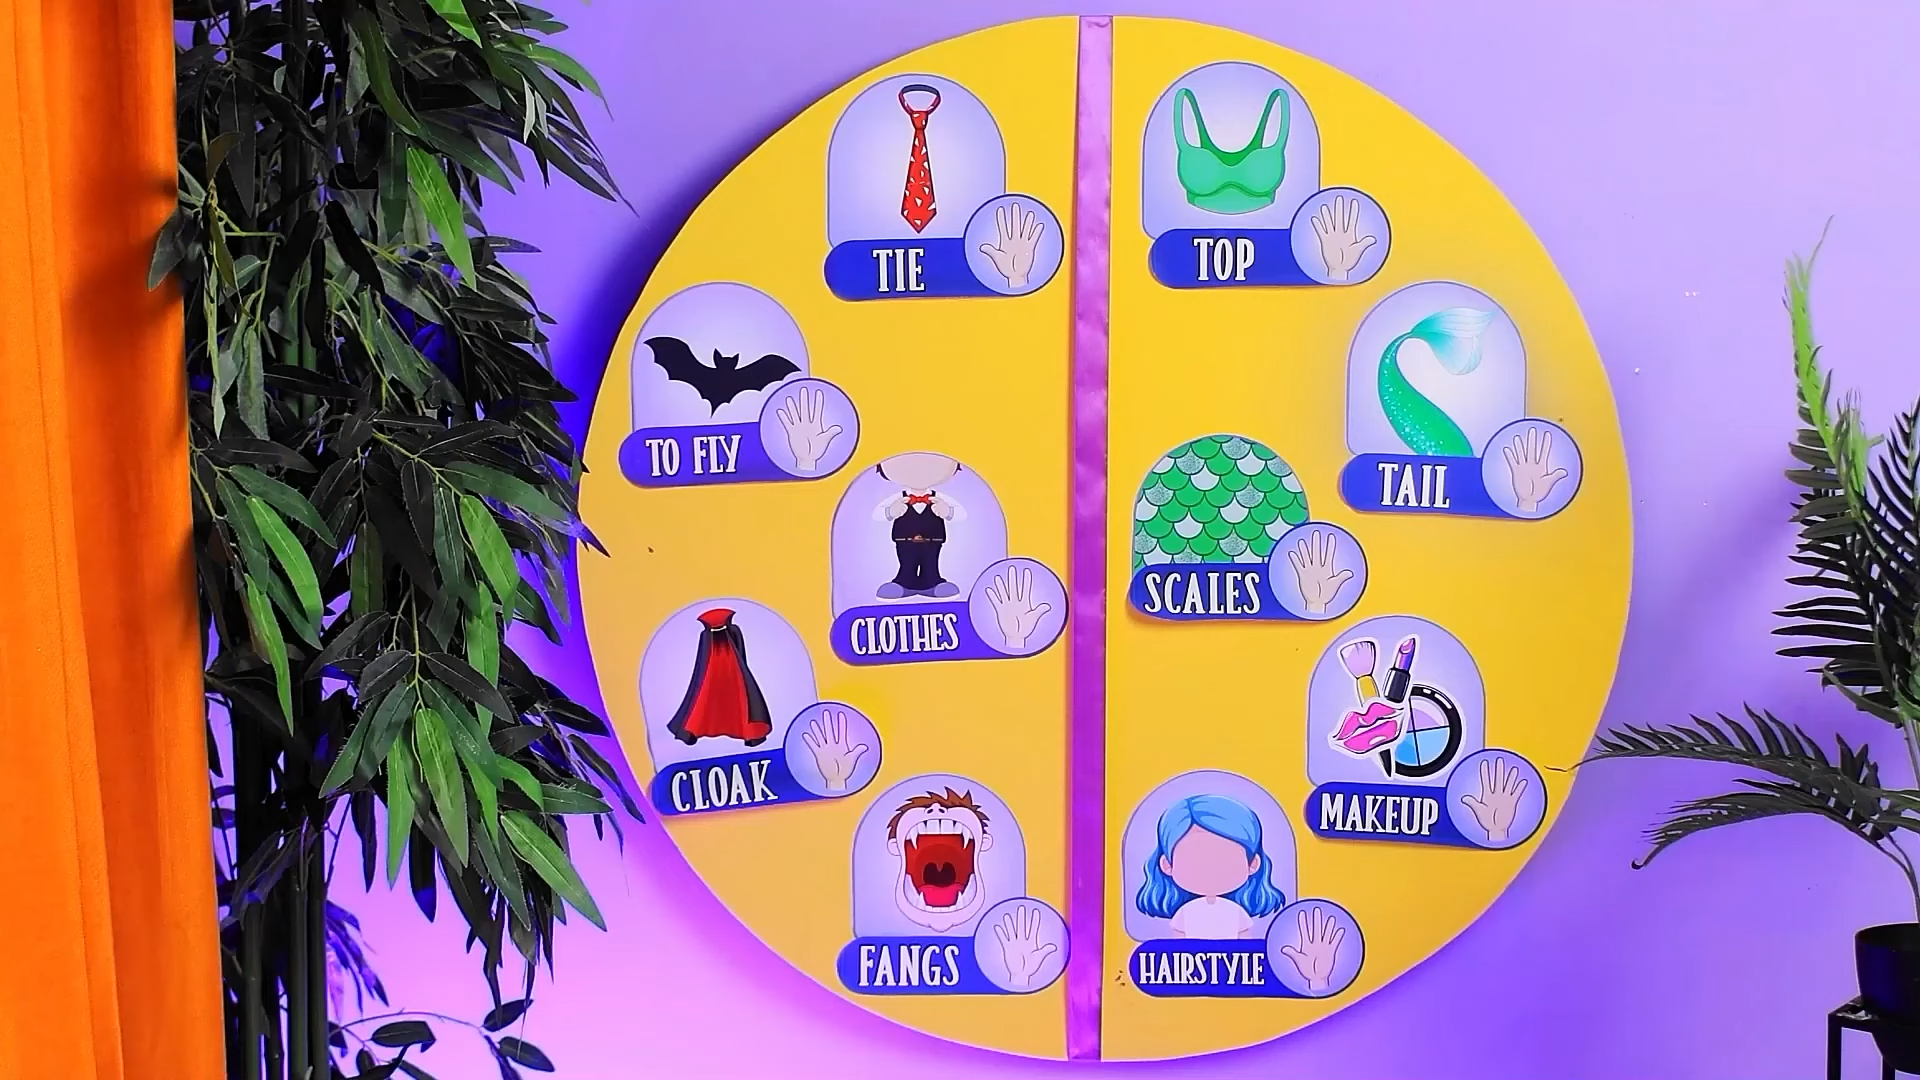 TIE
TOP
TO FLY
TAIL
CLOTHES
SCALES
CLOAK
MAKEUP
FANGS
HAIRSTYLE